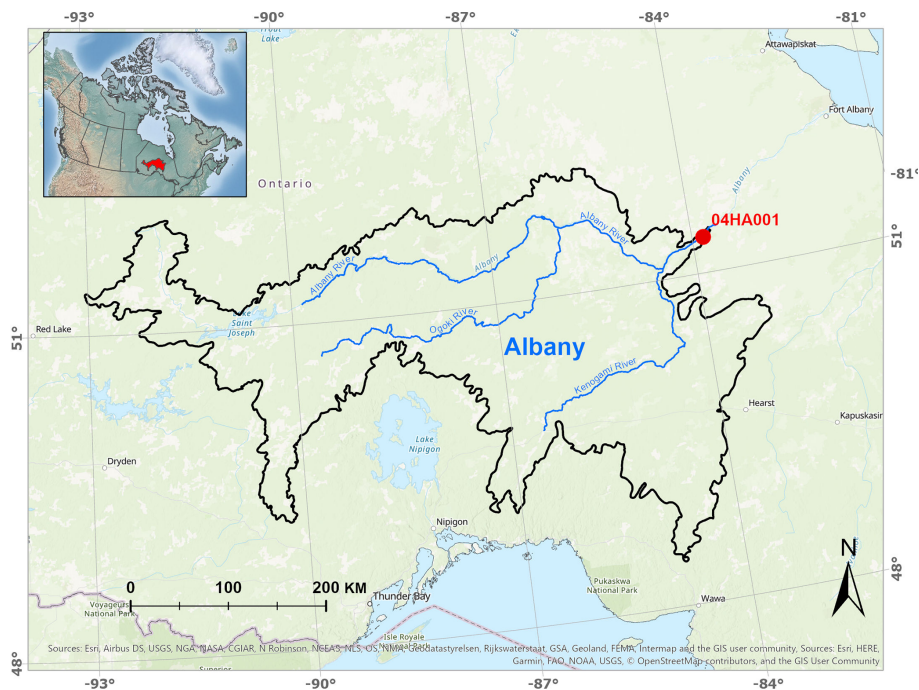 -93°
-90°
-87°
-84°
-81°
Trout
Lake
Attawapiskat
Fort Albany
Albany
-81°
Ontario
04HA001
Albany River
51°
Albany
Albany River
Lake
Saint
Joseph
Red Lake
Ogoki River
51°
Albany
Kenogami River
Hearst
Kapuskasin
Lake
Nipigon
Dryden
Nipigon
N
48°
Pukaskwa
National Park
0
100
200 KM
Wawa
Thunder Bay
Voyageurs
National Park
Isle Royale
National Park
Sources: Esri, Airbus DS, USGS, NGA, NASA, CGIAR, N Robinson, NCEAS, NLS, OS, NMA, Geodatastyrelsen, Rijkswaterstaat, GSA, Geoland, FEMA, Intermap and the GIS user community, Sources: Esri, HERE,
Garmin, FAO, NOAA, USGS, © OpenStreetMap contributors, and the GIS User Community
48°
Superior
-93°
-90°
-87°
-84°